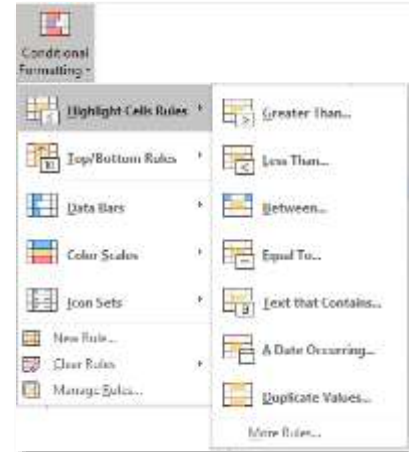 Conditional
Formatting
Highlight Cells Rules
Top/Bottom Rules
Data Bars
Color Scales
Icon Sets
New Rule...
Clear Rules
Manage Rules...
Greater Than...
Less Than...
Between...
Equal To...
Text that Contains...
A Date Occurring...
Duplicate Values...
More Rules...